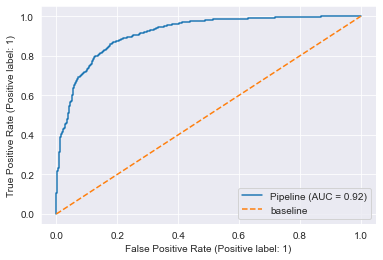 1.0
0.8
0.6
0.4
0.2
0.0
True Positive Rate (Positive label: 1)
Pipeline (AUC = 0.92)
baseline
0.0 0.2 0.4 0.6 0.8 1.0
False Positive Rate (Positive label: 1)